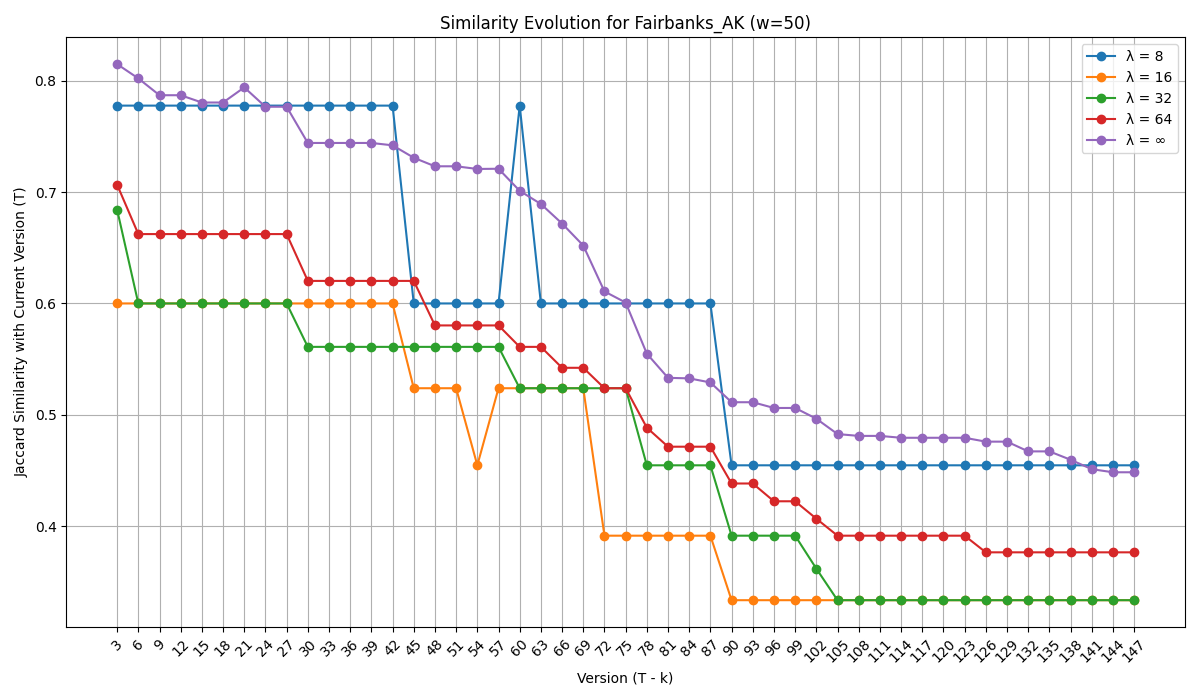 Similarity Evolution for Fairbanks_AK (w=50)
λ = 8
λ = 16
λ = 32
λ = 64
λ = ∞
Jaccard Similarity with Current Version (T)
0.8
0.7
0.6
0.5
0.4
3 6 9 12 15 18 21 24 27 30 33 36 39 42 45 48 51 54 57 60 63 66 69 72 75 78 81 84 87 90 93 96 99 102 105 108 111 114 117 120 123 126 129 132 135 138 141 144 147
Version (T - k)